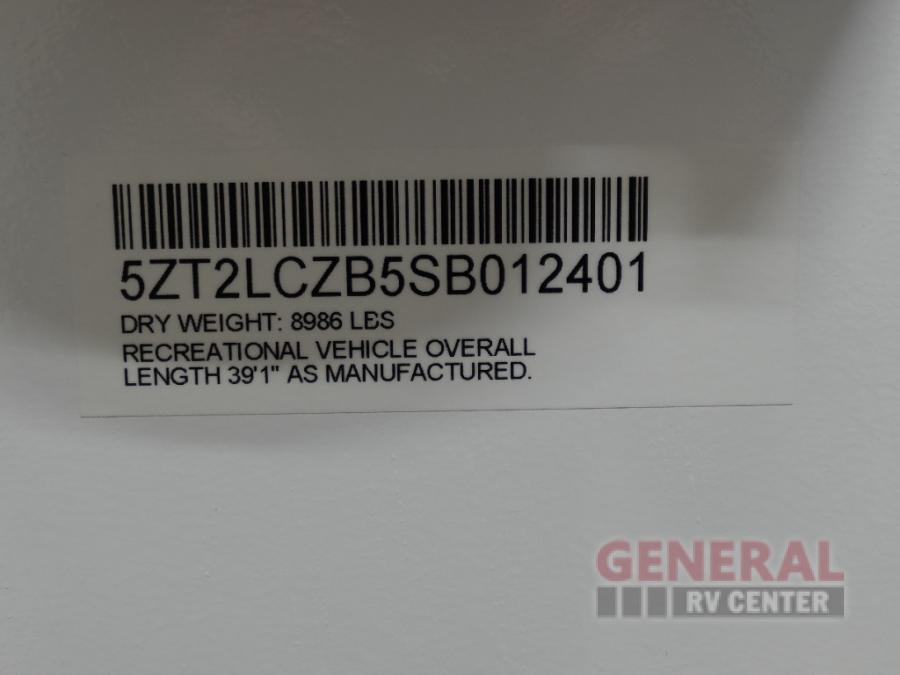 5ZT2LCZB5SB012401
DRY WEIGHT: 8986 LBS
RECREATIONAL VEHICLE OVERALL
LENGTH 39'1" AS MANUFACTURED.
GENERAL
RV CENTER